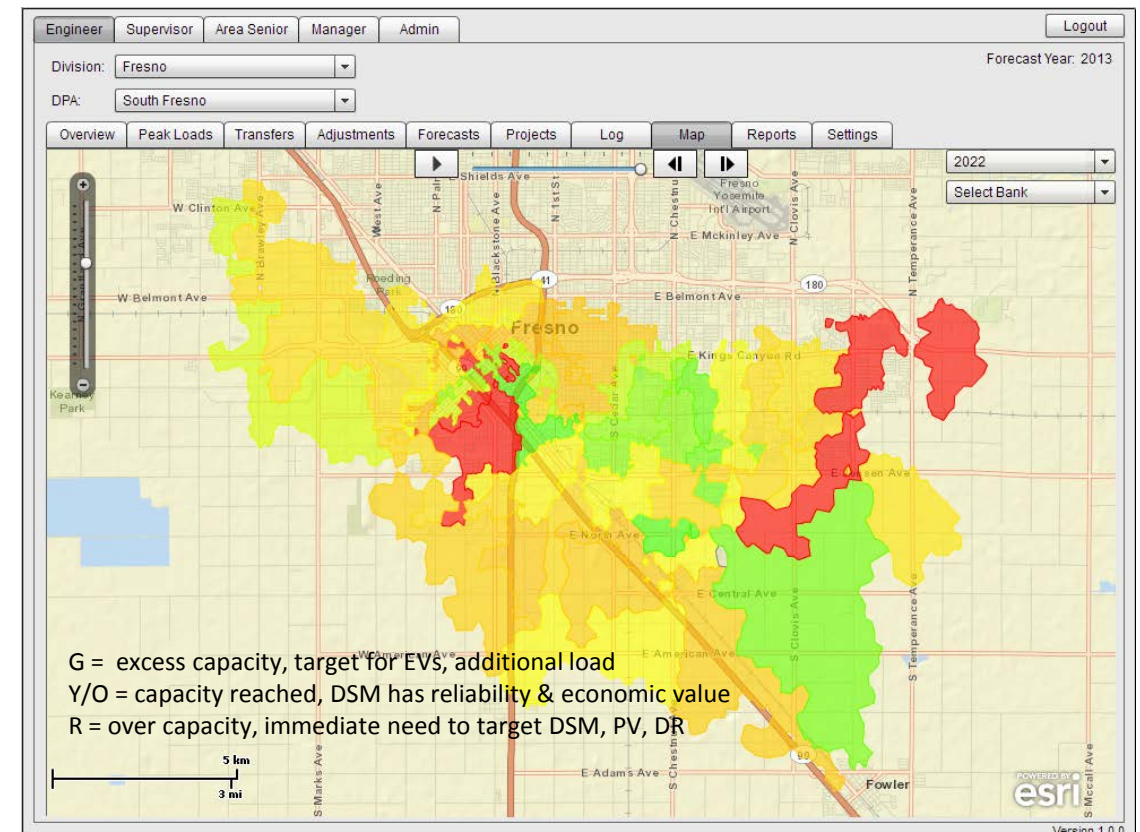 Engineer Supervisor Area Senior Manager Admin Logout
Division: Fresno Forecast Year: 2013
DPA: South Fresno
Overview Peak Loads Transfers Adjustments Forecasts Projects Log Map Reports Settings
2022
Select Bank
E Shields Ave
Fresno
Yosemite
Intl Airport
W Clinton Ave
West Ave
N 1st St
N Blackstone Ave
N Clovis Ave
N Temperance Ave
E Mckinley Ave
N Brawley Ave
Roeding
Park
41
180
W Belmont Ave
E Belmont Ave
180
Fresno
E Kings Canyon Rd
Kearney
Park
S Cedar Ave
E North Ave
E Central Ave
S Clovis Ave
S Temperance Ave
W American Ave
E American Ave
G = excess capacity, target for EVs, additional load
Y/O = capacity reached, DSM has reliability & economic value
R = over capacity, immediate need to target DSM, PV, DR
5 km
3 mi
S Marks Ave
E Adams Ave
99
Fowler
S Mccall Ave
POWERED BY
esri
Version 1.0.0